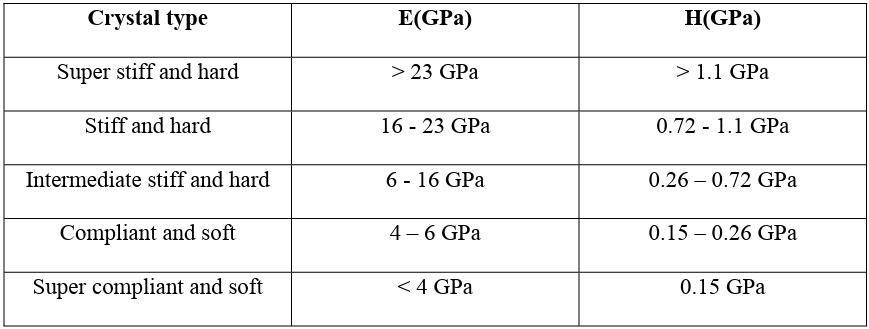 Crystal type E(GPa) H(GPa)
Super stiff and hard > 23 GPa > 1.1 GPa
Stiff and hard 16 - 23 GPa 0.72 - 1.1 GPa
Intermediate stiff and hard 6 - 16 GPa 0.26 – 0.72 GPa
Compliant and soft 4 – 6 GPa 0.15 – 0.26 GPa
Super compliant and soft < 4 GPa 0.15 GPa